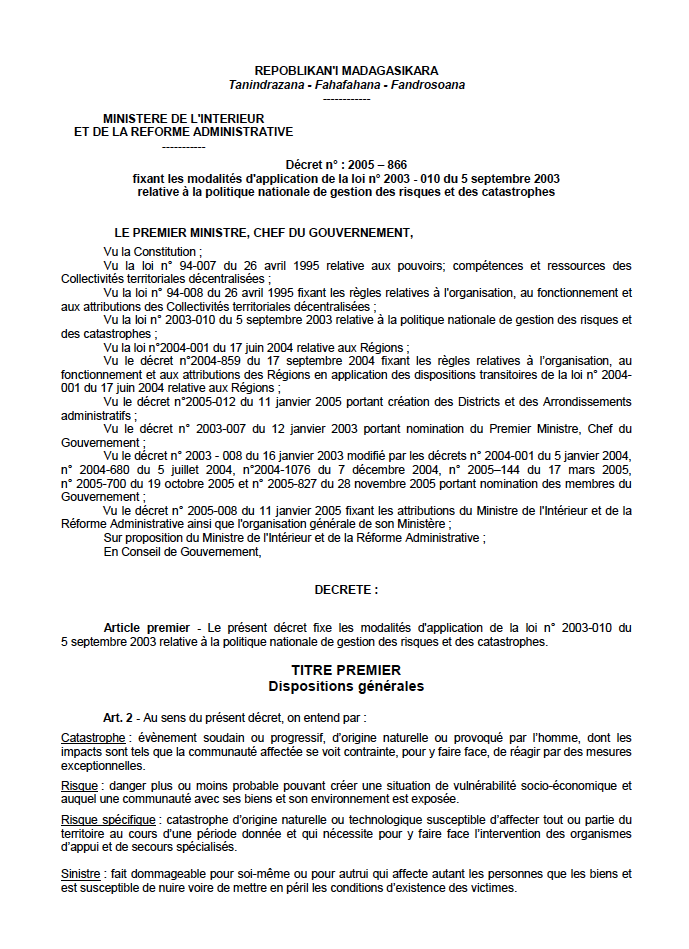 REPOBLIKAN'I MADAGASIKARA
Tanindrazana - Fahafahana - Fandrosoana
------------
MINISTERE DE L'INTERIEUR
ET DE LA REFORME ADMINISTRATIVE
-----------
Décret n° : 2005 – 866
fixant les modalités d'application de la loi n° 2003 - 010 du 5 septembre 2003
relative à la politique nationale de gestion des risques et des catastrophes
LE PREMIER MINISTRE, CHEF DU GOUVERNEMENT,
Vu la Constitution ;
Vu la loi n° 94-007 du 26 avril 1995 relative aux pouvoirs; compétences et ressources des
Collectivités territoriales décentralisées ;
Vu la loi n° 94-008 du 26 avril 1995 fixant les règles relatives à l'organisation, au fonctionnement et
aux attributions des Collectivités territoriales décentralisées ;
Vu la loi n° 2003-010 du 5 septembre 2003 relative à la politique nationale de gestion des risques et
des catastrophes ;
Vu la loi n°2004-001 du 17 juin 2004 relative aux Régions ;
Vu le décret n°2004-859 du 17 septembre 2004 fixant les règles relatives à l'organisation, au
fonctionnement et aux attributions des Régions en application des dispositions transitoires de la loi n° 2004-
001 du 17 juin 2004 relative aux Régions ;
Vu le décret n°2005-012 du 11 janvier 2005 portant création des Districts et des Arrondissements
administratifs ;
Vu le décret n° 2003-007 du 12 janvier 2003 portant nomination du Premier Ministre, Chef du
Gouvernement ;
Vu le décret n° 2003 - 008 du 16 janvier 2003 modifié par les décrets n° 2004-001 du 5 janvier 2004,
n° 2004-680 du 5 juillet 2004, n°2004-1076 du 7 décembre 2004, n° 2005–144 du 17 mars 2005,
n° 2005-700 du 19 octobre 2005 et n° 2005-827 du 28 novembre 2005 portant nomination des membres du
Gouvernement ;
Vu le décret n° 2005-008 du 11 janvier 2005 fixant les attributions du Ministre de l'Intérieur et de la
Réforme Administrative ainsi que l'organisation générale de son Ministère ;
Sur proposition du Ministre de l'Intérieur et de la Réforme Administrative ;
En Conseil de Gouvernement,
DECRETE :
Article premier - Le présent décret fixe les modalités d'application de la loi n° 2003-010 du
5 septembre 2003 relative à la politique nationale de gestion des risques et des catastrophes.
TITRE PREMIER
Dispositions générales
Art. 2 - Au sens du présent décret, on entend par :
Catastrophe : évènement soudain ou progressif, d'origine naturelle ou provoqué par l'homme, dont les
impacts sont tels que la communauté affectée se voit contrainte, pour y faire face, de réagir par des mesures
exceptionnelles.
Risque : danger plus ou moins probable pouvant créer une situation de vulnérabilité socio-économique et
auquel une communauté avec ses biens et son environnement est exposée.
Risque spécifique : catastrophe d'origine naturelle ou technologique susceptible d'affecter tout ou partie du
territoire au cours d'une période donnée et qui nécessite pour y faire face l'intervention des organismes
d'appui et de secours spécialisés.
Sinistre : fait dommageable pour soi-même ou pour autrui qui affecte autant les personnes que les biens et
est susceptible de nuire voire de mettre en péril les conditions d'existence des victimes.